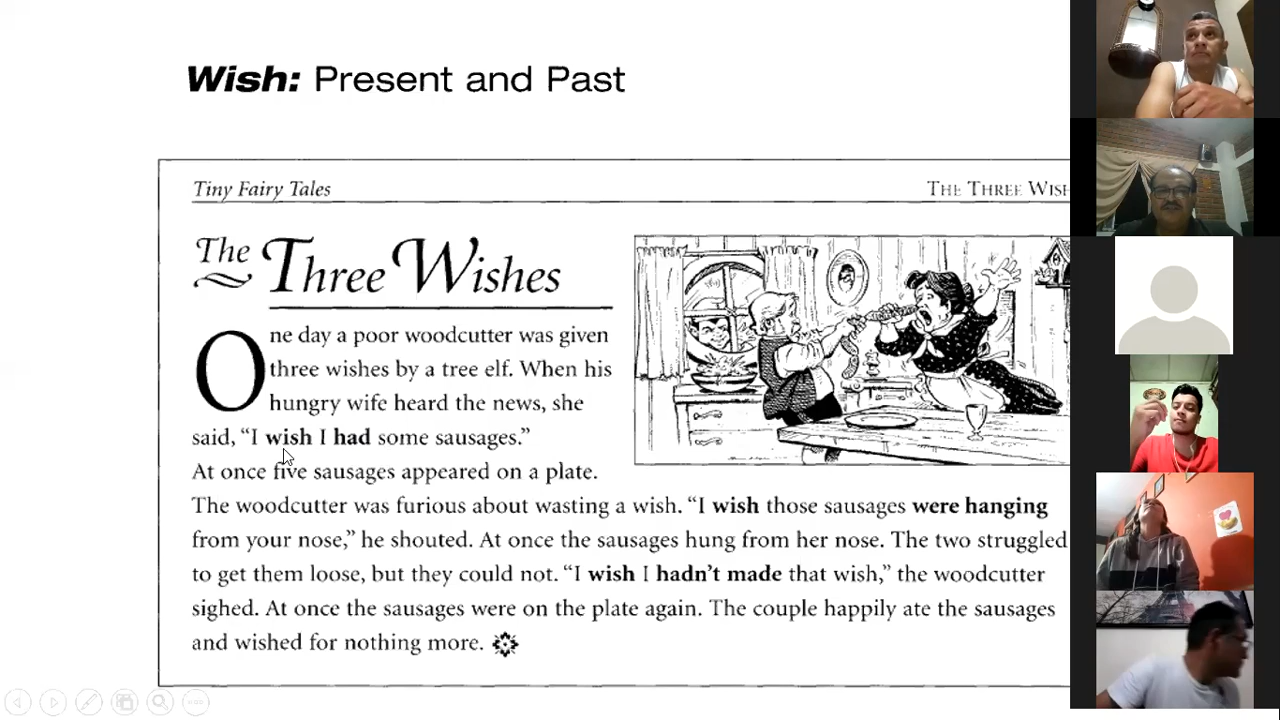 Wish: Present and Past
Tiny Fairy Tales
THE THREE WISH
The Three Wishes
One day a poor woodcutter was given
three wishes by a tree elf. When his
hungry wife heard the news, she
said, “I wish I had some sausages.”
At once five sausages appeared on a plate.
The woodcutter was furious about wasting a wish. “I wish those sausages were hanging
from your nose,” he shouted. At once the sausages hung from her nose. The two struggled
to get them loose, but they could not. “I wish I hadn’t made that wish,” the woodcutter
sighed. At once the sausages were on the plate again. The couple happily ate the sausages
and wished for nothing more.